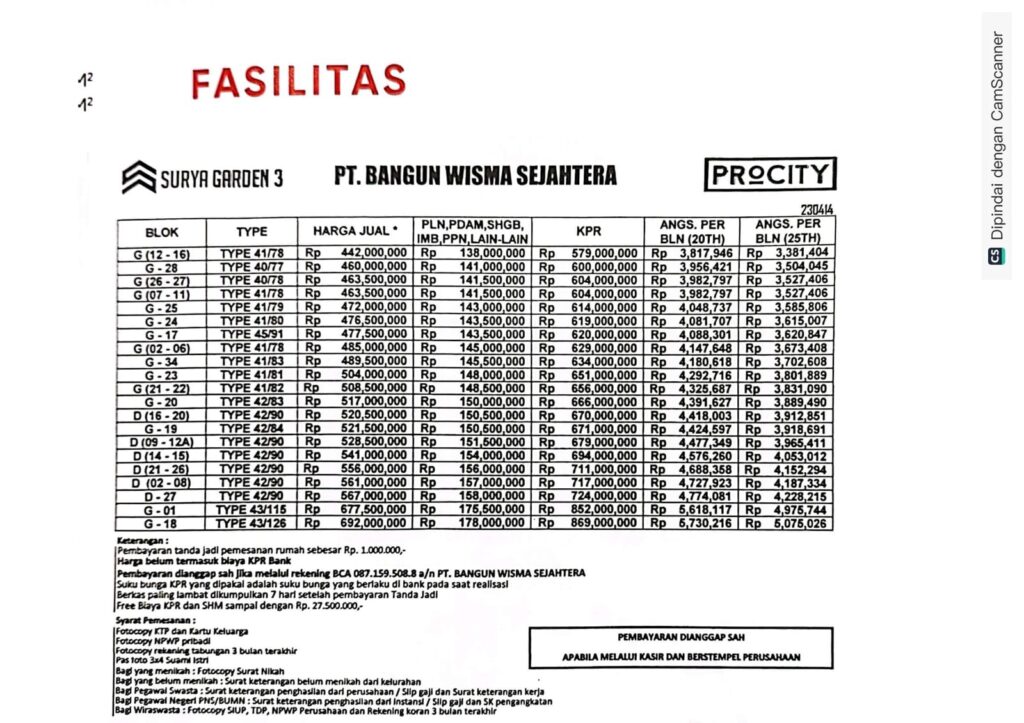 1²
1²
FASILITAS
SURYA GARDEN 3 PT. BANGUN WISMA SEJAHTERA PROCITY
230414
BLOK TYPE HARGA JUAL * PLN,PDAM,SHGB, IMB,PPN,LAIN-LAIN KPR ANGS. PER BLN (20TH) ANGS. PER BLN (25TH)
G (12 - 16) TYPE 41/78 Rp 442,000,000 Rp 138,000,000 Rp 579,000,000 Rp 3,817,946 Rp 3,381,404
G - 28 TYPE 40/77 Rp 460,000,000 Rp 141,000,000 Rp 600,000,000 Rp 3,956,421 Rp 3,504,045
G (26 - 27) TYPE 40/78 Rp 463,500,000 Rp 141,500,000 Rp 604,000,000 Rp 3,982,797 Rp 3,527,406
G (07 - 11) TYPE 41/78 Rp 463,500,000 Rp 141,500,000 Rp 604,000,000 Rp 3,982,797 Rp 3,527,406
G - 25 TYPE 41/79 Rp 472,000,000 Rp 143,000,000 Rp 614,000,000 Rp 4,048,737 Rp 3,585,806
G - 24 TYPE 41/80 Rp 476,500,000 Rp 143,500,000 Rp 619,000,000 Rp 4,081,707 Rp 3,615,007
G - 17 TYPE 45/91 Rp 477,500,000 Rp 143,500,000 Rp 620,000,000 Rp 4,088,301 Rp 3,620,847
G (02 - 06) TYPE 41/78 Rp 485,000,000 Rp 145,000,000 Rp 629,000,000 Rp 4,147,648 Rp 3,673,408
G - 34 TYPE 41/83 Rp 489,500,000 Rp 145,500,000 Rp 634,000,000 Rp 4,180,618 Rp 3,702,608
G - 23 TYPE 41/81 Rp 504,000,000 Rp 148,000,000 Rp 651,000,000 Rp 4,292,716 Rp 3,801,889
G (21 - 22) TYPE 41/82 Rp 508,500,000 Rp 148,500,000 Rp 656,000,000 Rp 4,325,687 Rp 3,831,090
G - 20 TYPE 42/83 Rp 517,000,000 Rp 150,000,000 Rp 666,000,000 Rp 4,391,627 Rp 3,889,490
D (16 - 20) TYPE 42/90 Rp 520,500,000 Rp 150,500,000 Rp 670,000,000 Rp 4,418,003 Rp 3,912,851
G - 19 TYPE 42/84 Rp 521,500,000 Rp 150,500,000 Rp 671,000,000 Rp 4,424,597 Rp 3,918,691
D (09 - 12A) TYPE 42/90 Rp 528,500,000 Rp 151,500,000 Rp 679,000,000 Rp 4,477,349 Rp 3,965,411
D (14 - 15) TYPE 42/90 Rp 541,000,000 Rp 154,000,000 Rp 694,000,000 Rp 4,576,260 Rp 4,053,012
D (21 - 26) TYPE 42/90 Rp 556,000,000 Rp 156,000,000 Rp 711,000,000 Rp 4,688,358 Rp 4,152,294
D (02 - 08) TYPE 42/90 Rp 561,000,000 Rp 157,000,000 Rp 717,000,000 Rp 4,727,923 Rp 4,187,334
D - 27 TYPE 42/90 Rp 567,000,000 Rp 158,000,000 Rp 724,000,000 Rp 4,774,081 Rp 4,228,215
G - 01 TYPE 43/115 Rp 677,500,000 Rp 175,500,000 Rp 852,000,000 Rp 5,618,117 Rp 4,975,744
G - 18 TYPE 43/126 Rp 692,000,000 Rp 178,000,000 Rp 869,000,000 Rp 5,730,216 Rp 5,075,026
Keterangan :
Pembayaran tanda jadi pemesanan rumah sebesar Rp. 1.000.000,-
Harga belum termasuk biaya KPR Bank
Pembayaran dianggap sah jika melalui rekening BCA 087.159.508.8 a/n PT. BANGUN WISMA SEJAHTERA
Suku bunga KPR yang dipakai adalah suku bunga yang berlaku di bank pada saat realisasi
Berkas paling lambat dikumpulkan 7 hari setelah pembayaran Tanda Jadi
Free Biaya KPR dan SHM sampai dengan Rp. 27.500.000,-
Syarat Pemesanan :
Fotocopy KTP dan Kartu Keluarga
Fotocopy NPWP pribadi
Fotocopy rekening tabungan 3 bulan terakhir
Pas foto 3x4 Suami Istri
Bagi yang menikah : Fotocopy Surat Nikah
Bagi yang belum menikah : Surat keterangan belum menikah dari kelurahan
Bagi Pegawai Swasta : Surat keterangan penghasilan dari perusahaan / Slip gaji dan Surat keterangan kerja
Bagi Pegawai Negeri PNS/BUMN : Surat keterangan penghasilan dari Instansi / Slip gaji dan SK pengangkatan
Bagi Wiraswasta : Fotocopy SIUP, TDP, NPWP Perusahaan dan Rekening koran 3 bulan terakhir
PEMBAYARAN DIANGGAP SAH
APABILA MELALUI KASIR DAN BERSTEMPEL PERUSAHAAN
CS Dipindai dengan CamScanner